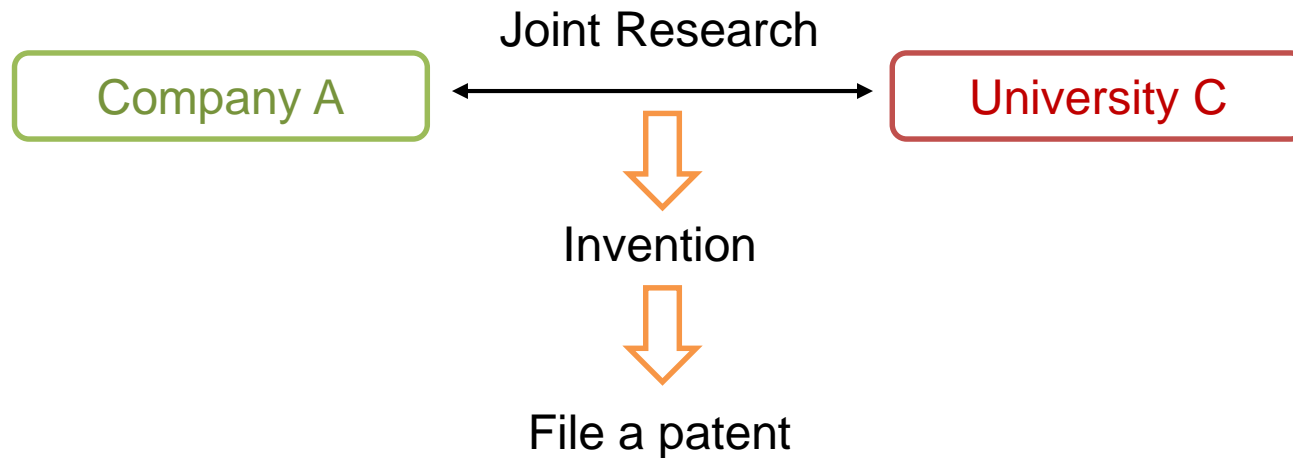 Joint Research
Company A
University C
Invention
File a patent